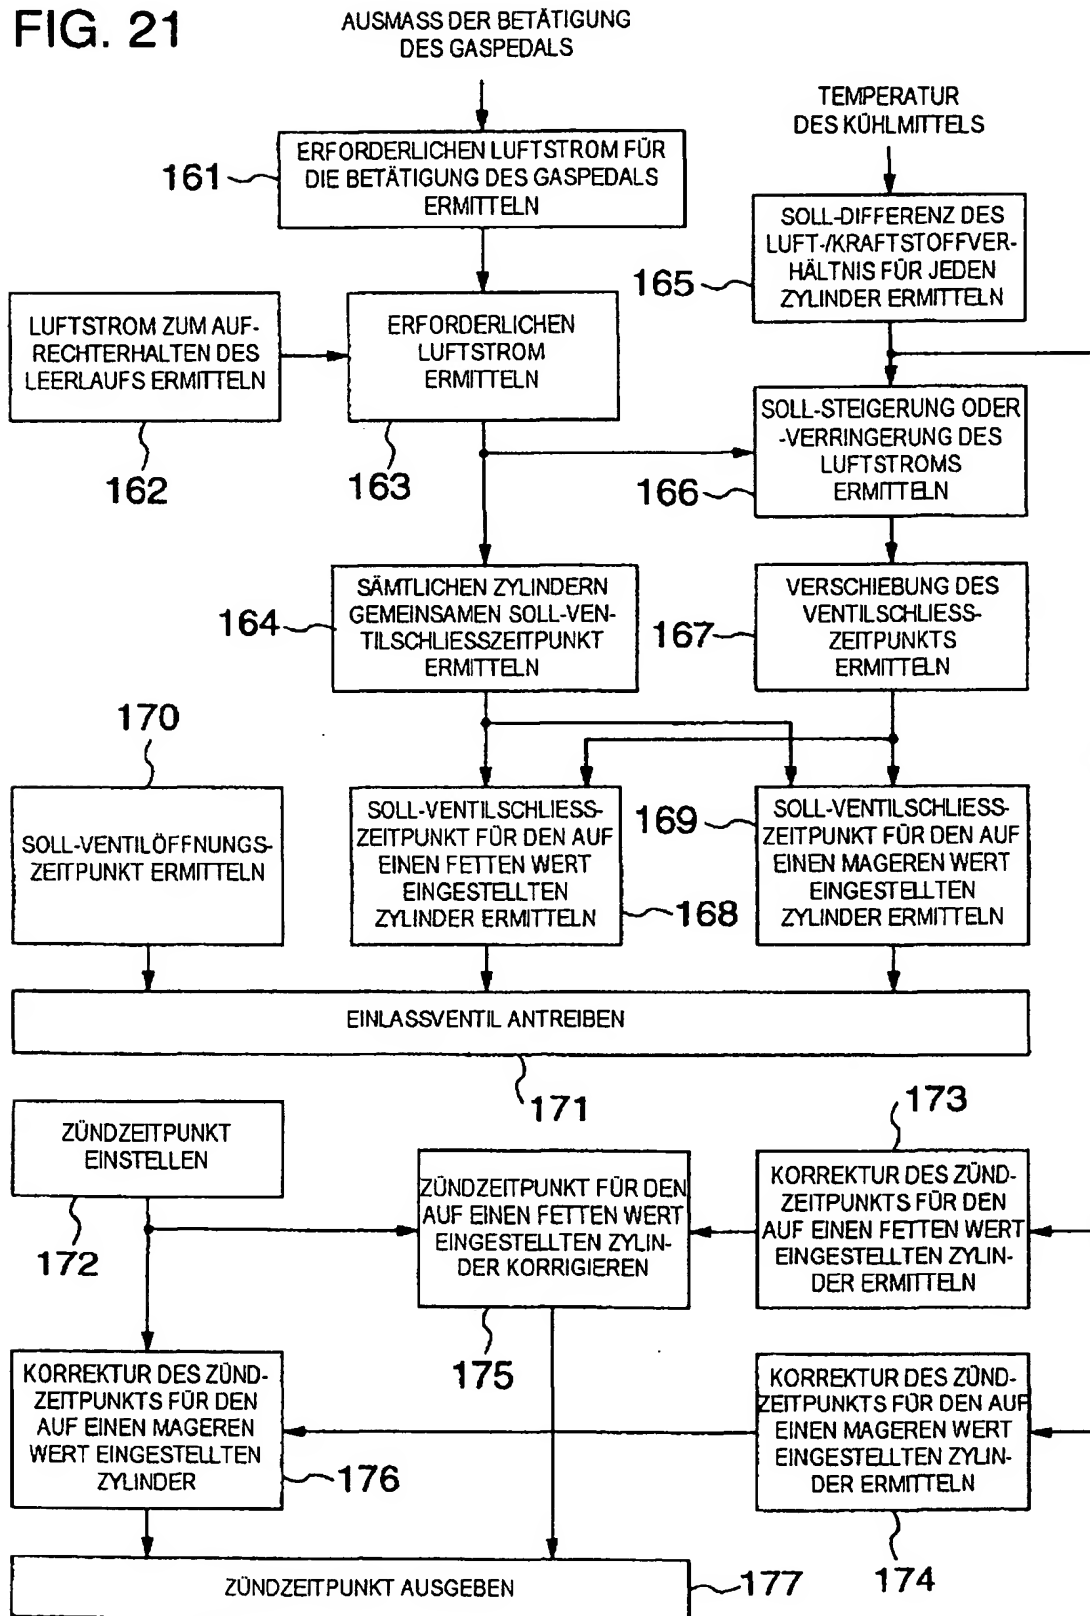 FIG. 21
AUSMASS DER BETÄTIGUNG
DES GASPEDALS
TEMPERATUR
DES KÜHLMITTELS
161
ERFORDERLICHEN LUFTSTROM FÜR
DIE BETÄTIGUNG DES GASPEDALS
ERMITTELN
165
SOLL-DIFFERENZ DES
LUFT-/KRAFTSTOFFVER-
HÄLTNIS FÜR JEDEN
ZYLINDER ERMITTELN
LUFTSTROM ZUM AUF-
RECHTERHALTEN DES
LEERLAUFS ERMITTELN
162
ERFORDERLICHEN
LUFTSTROM
ERMITTELN
163
SOLL-STEIGERUNG ODER
-VERRINGERUNG DES
LUFTSTROMS
ERMITTELN
166
164
SÄMTLICHEN ZYLINDERN
GEMEINSAMEN SOLL-VEN-
TILSCHLIESSZEITPUNKT
ERMITTELN
167
VERSCHIEBUNG DES
VENTILSCHLIESS-
ZEITPUNKTS
ERMITTELN
170
SOLL-VENTILÖFFNUNGS-
ZEITPUNKT ERMITTELN
SOLL-VENTILSCHLIESS-
ZEITPUNKT FÜR DEN AUF
EINEN FETTEN WERT
EINGESTELLTEN
ZYLINDER ERMITTELN
168
169
SOLL-VENTILSCHLIESS-
ZEITPUNKT FÜR DEN AUF
EINEN MAGEREN WERT
EINGESTELLTEN
ZYLINDER ERMITTELN
EINLASSVENTIL ANTREIBEN
171
ZÜNDZEITPUNKT
EINSTELLEN
172
ZÜNDZEITPUNKT FÜR DEN
AUF EINEN FETTEN WERT
EINGESTELLTEN ZYLIN-
DER KORRIGIEREN
175
173
KORREKTUR DES ZÜND-
ZEITPUNKTS FÜR DEN
AUF EINEN FETTEN WERT
EINGESTELLTEN ZYLIN-
DER ERMITTELN
KORREKTUR DES ZÜND-
ZEITPUNKTS FÜR DEN
AUF EINEN MAGEREN
WERT EINGESTELLTEN
ZYLINDER
176
KORREKTUR DES ZÜND-
ZEITPUNKTS FÜR DEN AUF
EINEN MAGEREN WERT
EINGESTELLTEN ZYLIN-
DER ERMITTELN
174
ZÜNDZEITPUNKT AUSGEBEN
177